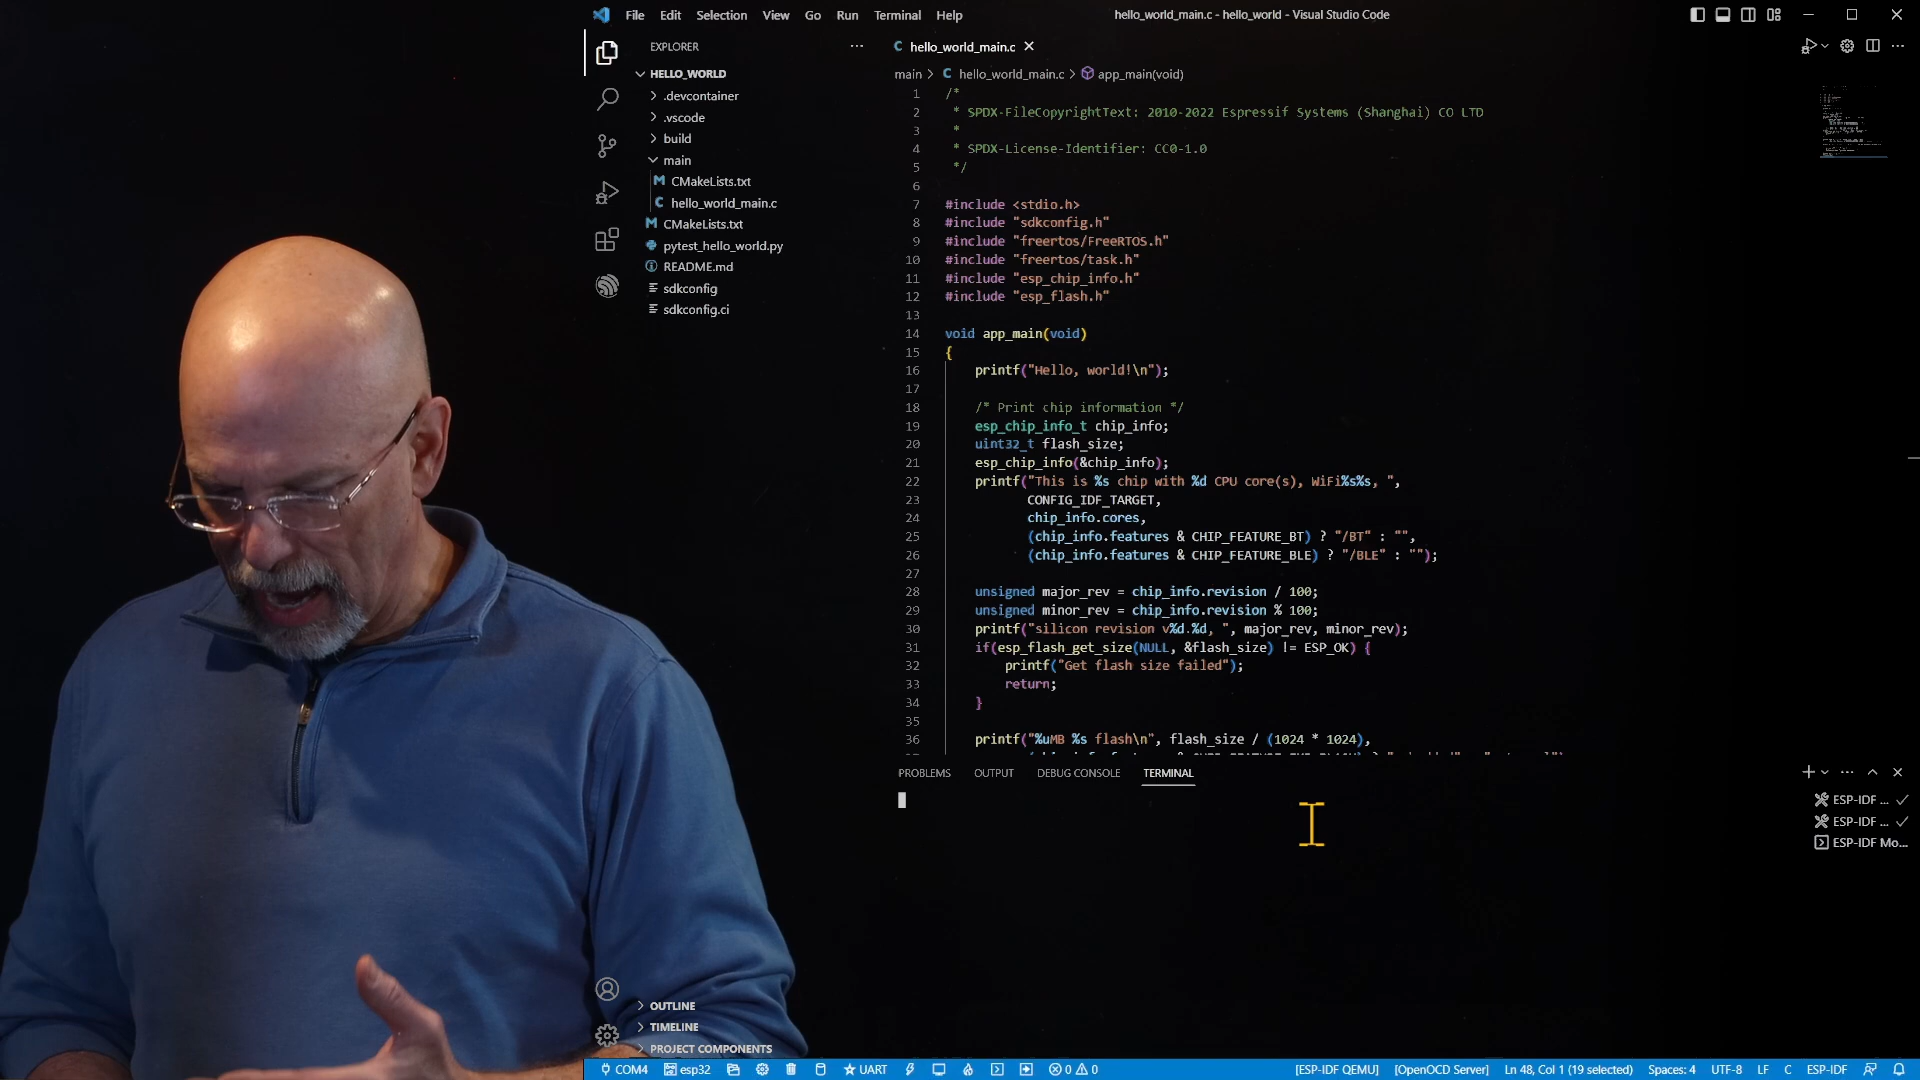 File Edit Selection View Go Run Terminal Help
hello_world_main.c - hello_world - Visual Studio Code
EXPLORER
HELLO_WORLD
.devcontainer
.vscode
build
main
CMakeLists.txt
hello_world_main.c
CMakeLists.txt
pytest_hello_world.py
README.md
sdkconfig
sdkconfig.ci
OUTLINE
TIMELINE
PROJECT COMPONENTS
C hello_world_main.c
main > C hello_world_main.c > app_main(void)
1 /*
2 * SPDX-FileCopyrightText: 2010-2022 Espressif Systems (Shanghai) CO LTD
3 *
4 * SPDX-License-Identifier: CC0-1.0
5 */
6
7 #include <stdio.h>
8 #include "sdkconfig.h"
9 #include "freertos/FreeRTOS.h"
10 #include "freertos/task.h"
11 #include "esp_chip_info.h"
12 #include "esp_flash.h"
13
14 void app_main(void)
15 {
16 printf("Hello, world!\n");
17
18 /* Print chip information */
19 esp_chip_info_t chip_info;
20 uint32_t flash_size;
21 esp_chip_info(&chip_info);
22 printf("This is %s chip with %d CPU core(s), WiFi%s%s, ",
23 CONFIG_IDF_TARGET,
24 chip_info.cores,
25 (chip_info.features & CHIP_FEATURE_BT) ? "/BT" : "",
26 (chip_info.features & CHIP_FEATURE_BLE) ? "/BLE" : "");
27
28 unsigned major_rev = chip_info.revision / 100;
29 unsigned minor_rev = chip_info.revision % 100;
30 printf("silicon revision v%d.%d, ", major_rev, minor_rev);
31 if(esp_flash_get_size(NULL, &flash_size) != ESP_OK) {
32 printf("Get flash size failed");
33 return;
34 }
35
36 printf("%uMB %s flash\n", flash_size / (1024 * 1024),
PROBLEMS OUTPUT DEBUG CONSOLE TERMINAL
ESP-IDF ...
ESP-IDF ...
ESP-IDF Mo...
COM4 esp32 UART 0 0 [ESP-IDF QEMU] [OpenOCD Server] Ln 48, Col 1 (19 selected) Spaces: 4 UTF-8 LF C ESP-IDF